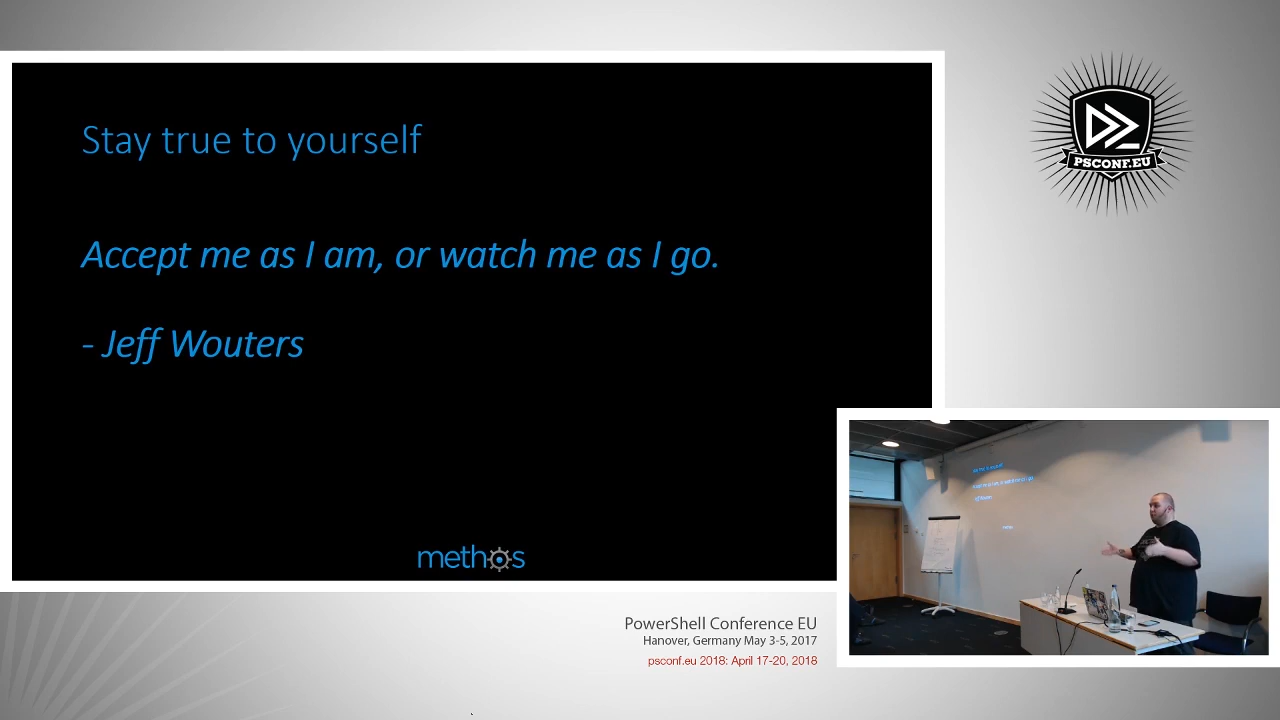 Stay true to yourself
Accept me as I am, or watch me as I go.
- Jeff Wouters
methos
PSCONF.EU
PowerShell Conference EU
Hanover, Germany May 3-5, 2017
psconf.eu 2018: April 17-20, 2018